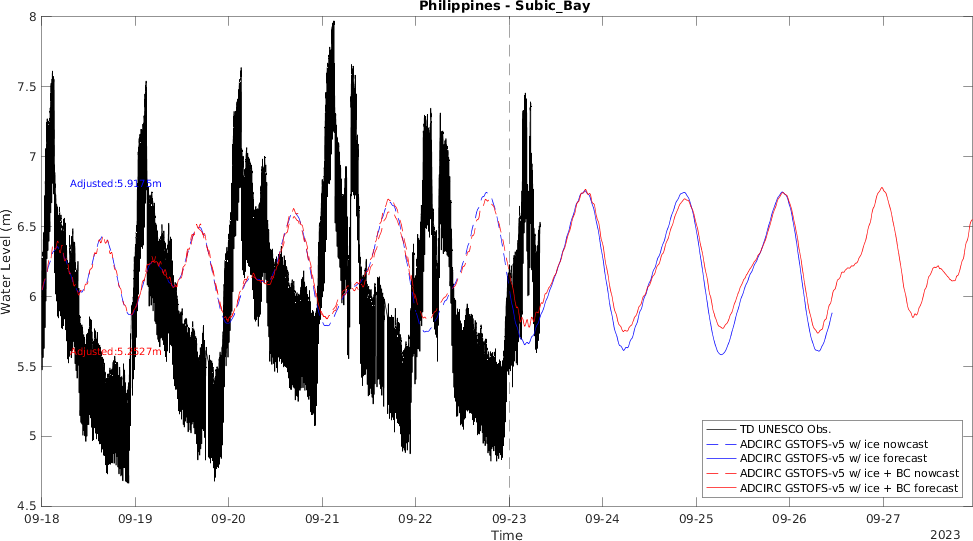 Philippines - Subic_Bay
Water Level (m)
8
7.5
7
6.5
6
5.5
5
4.5
Adjusted:5.9175m
Adjusted:5.2527m
TD UNESCO Obs.
ADCIRC GSTOFS-v5 w/ ice nowcast
ADCIRC GSTOFS-v5 w/ ice forecast
ADCIRC GSTOFS-v5 w/ ice + BC nowcast
ADCIRC GSTOFS-v5 w/ ice + BC forecast
09-18 09-19 09-20 09-21 09-22 09-23 09-24 09-25 09-26 09-27
Time
2023